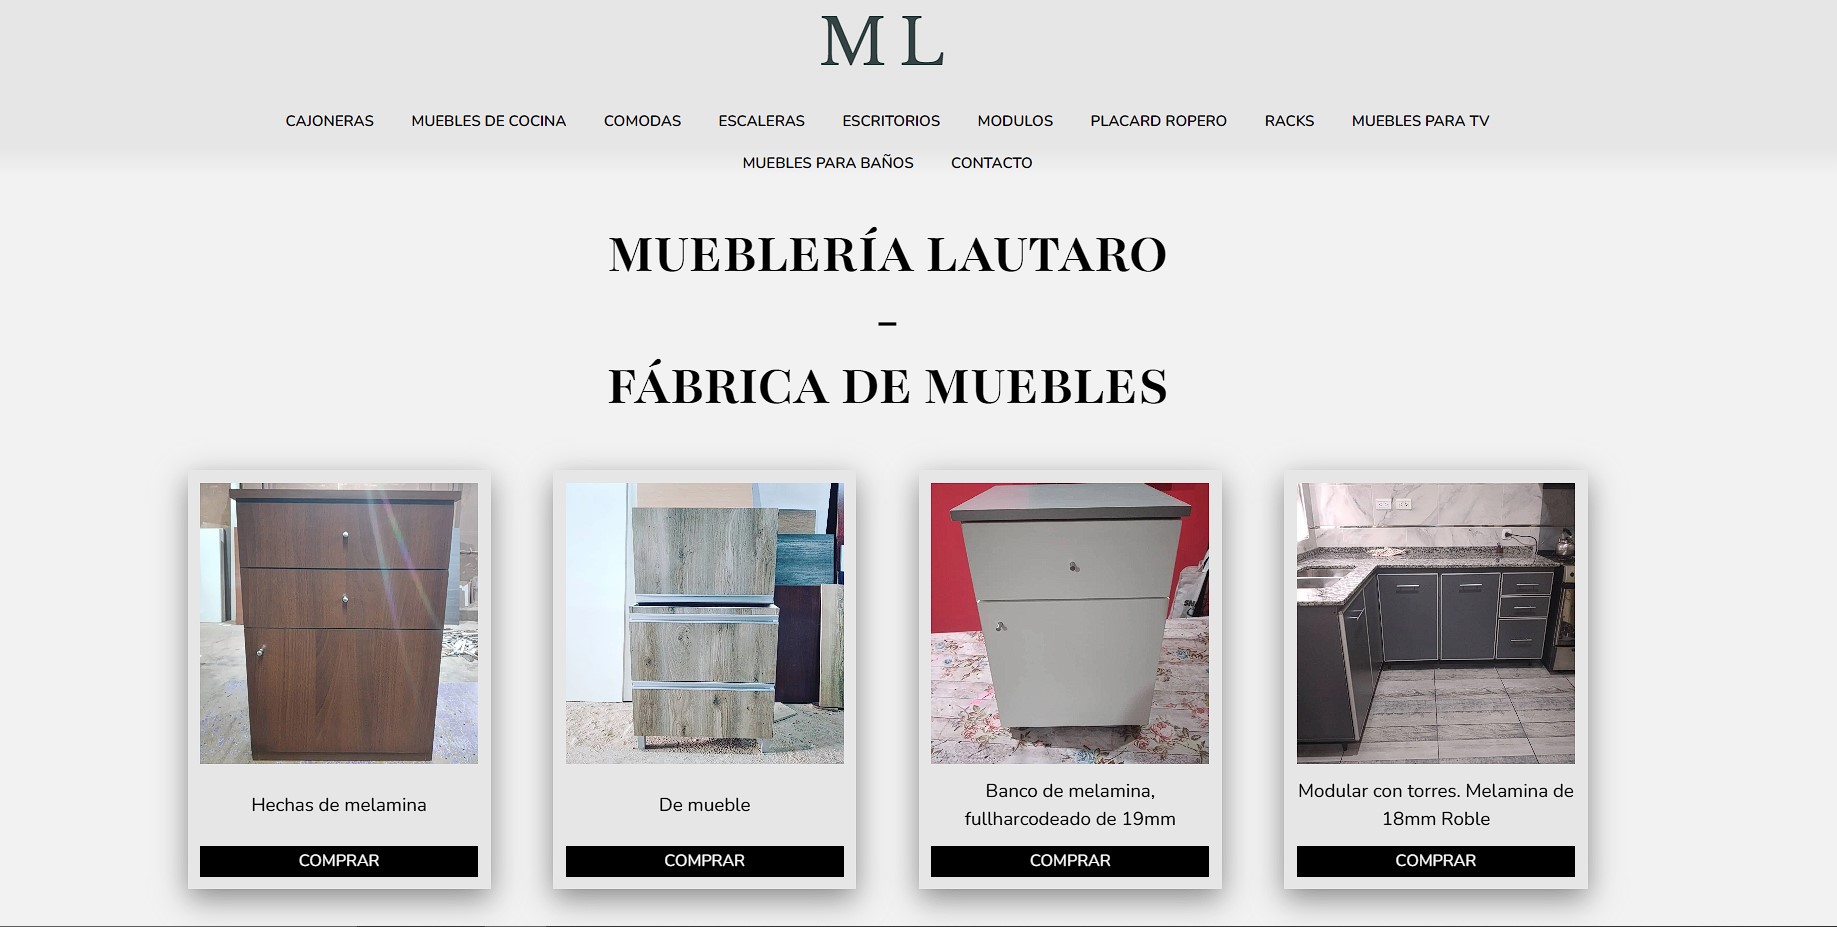 M L
CAJONERAS MUEBLES DE COCINA COMODAS ESCALERAS ESCRITORIOS MODULOS PLACARD ROPERO RACKS MUEBLES PARA TV
MUEBLES PARA BAÑOS CONTACTO
MUEBLERÍA LAUTARO
–
FÁBRICA DE MUEBLES
Hechas de melamina
COMPRAR
De mueble
COMPRAR
Banco de melamina,
fullharcodeado de 19mm
COMPRAR
Modular con torres. Melamina de
18mm Roble
COMPRAR